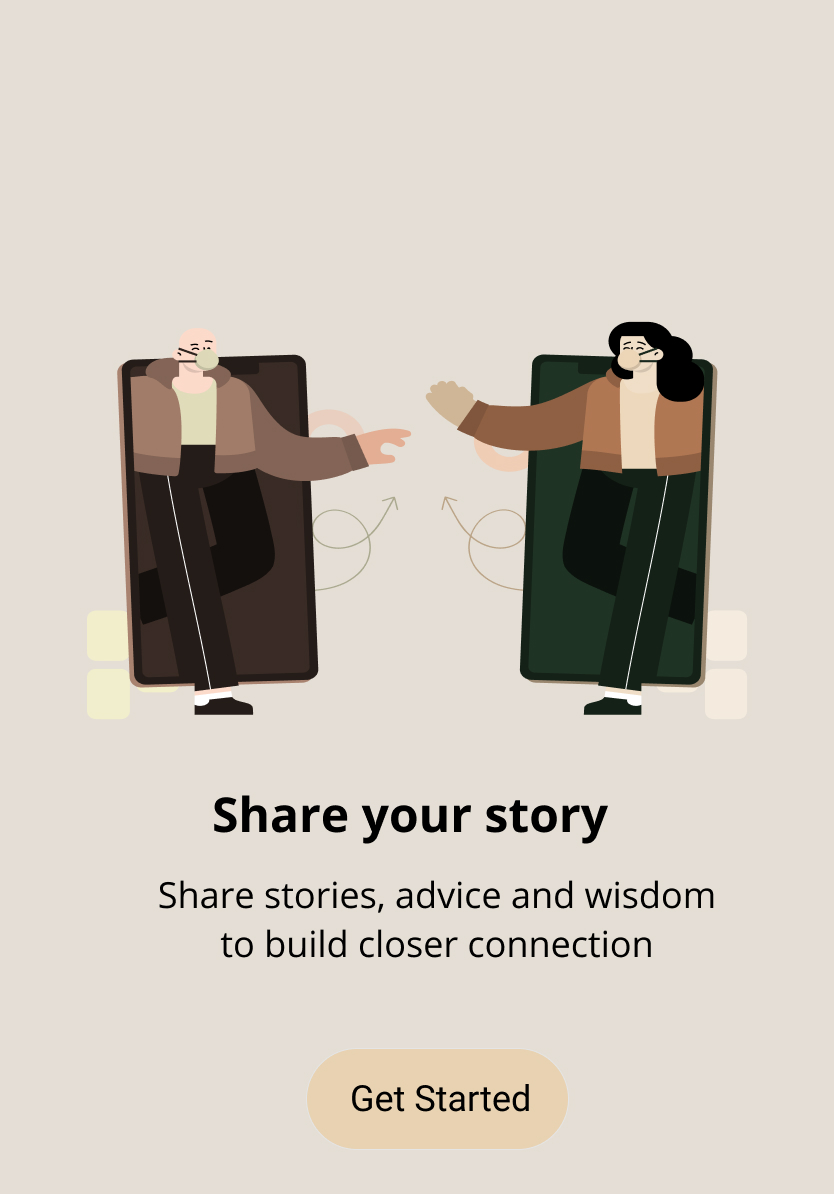 Share your story
Share stories, advice and wisdom
to build closer connection
Get Started